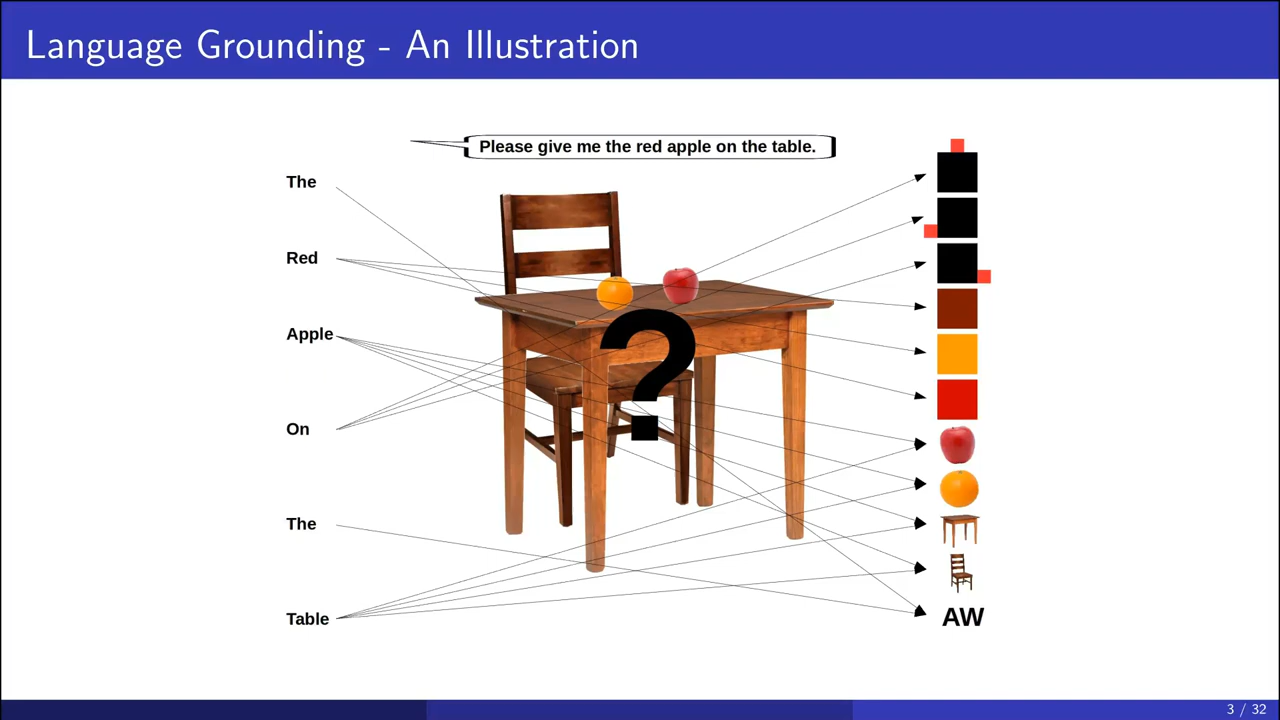 Language Grounding - An Illustration
Please give me the red apple on the table.
The
Red
Apple
On
The
Table
?
AW
3 / 32